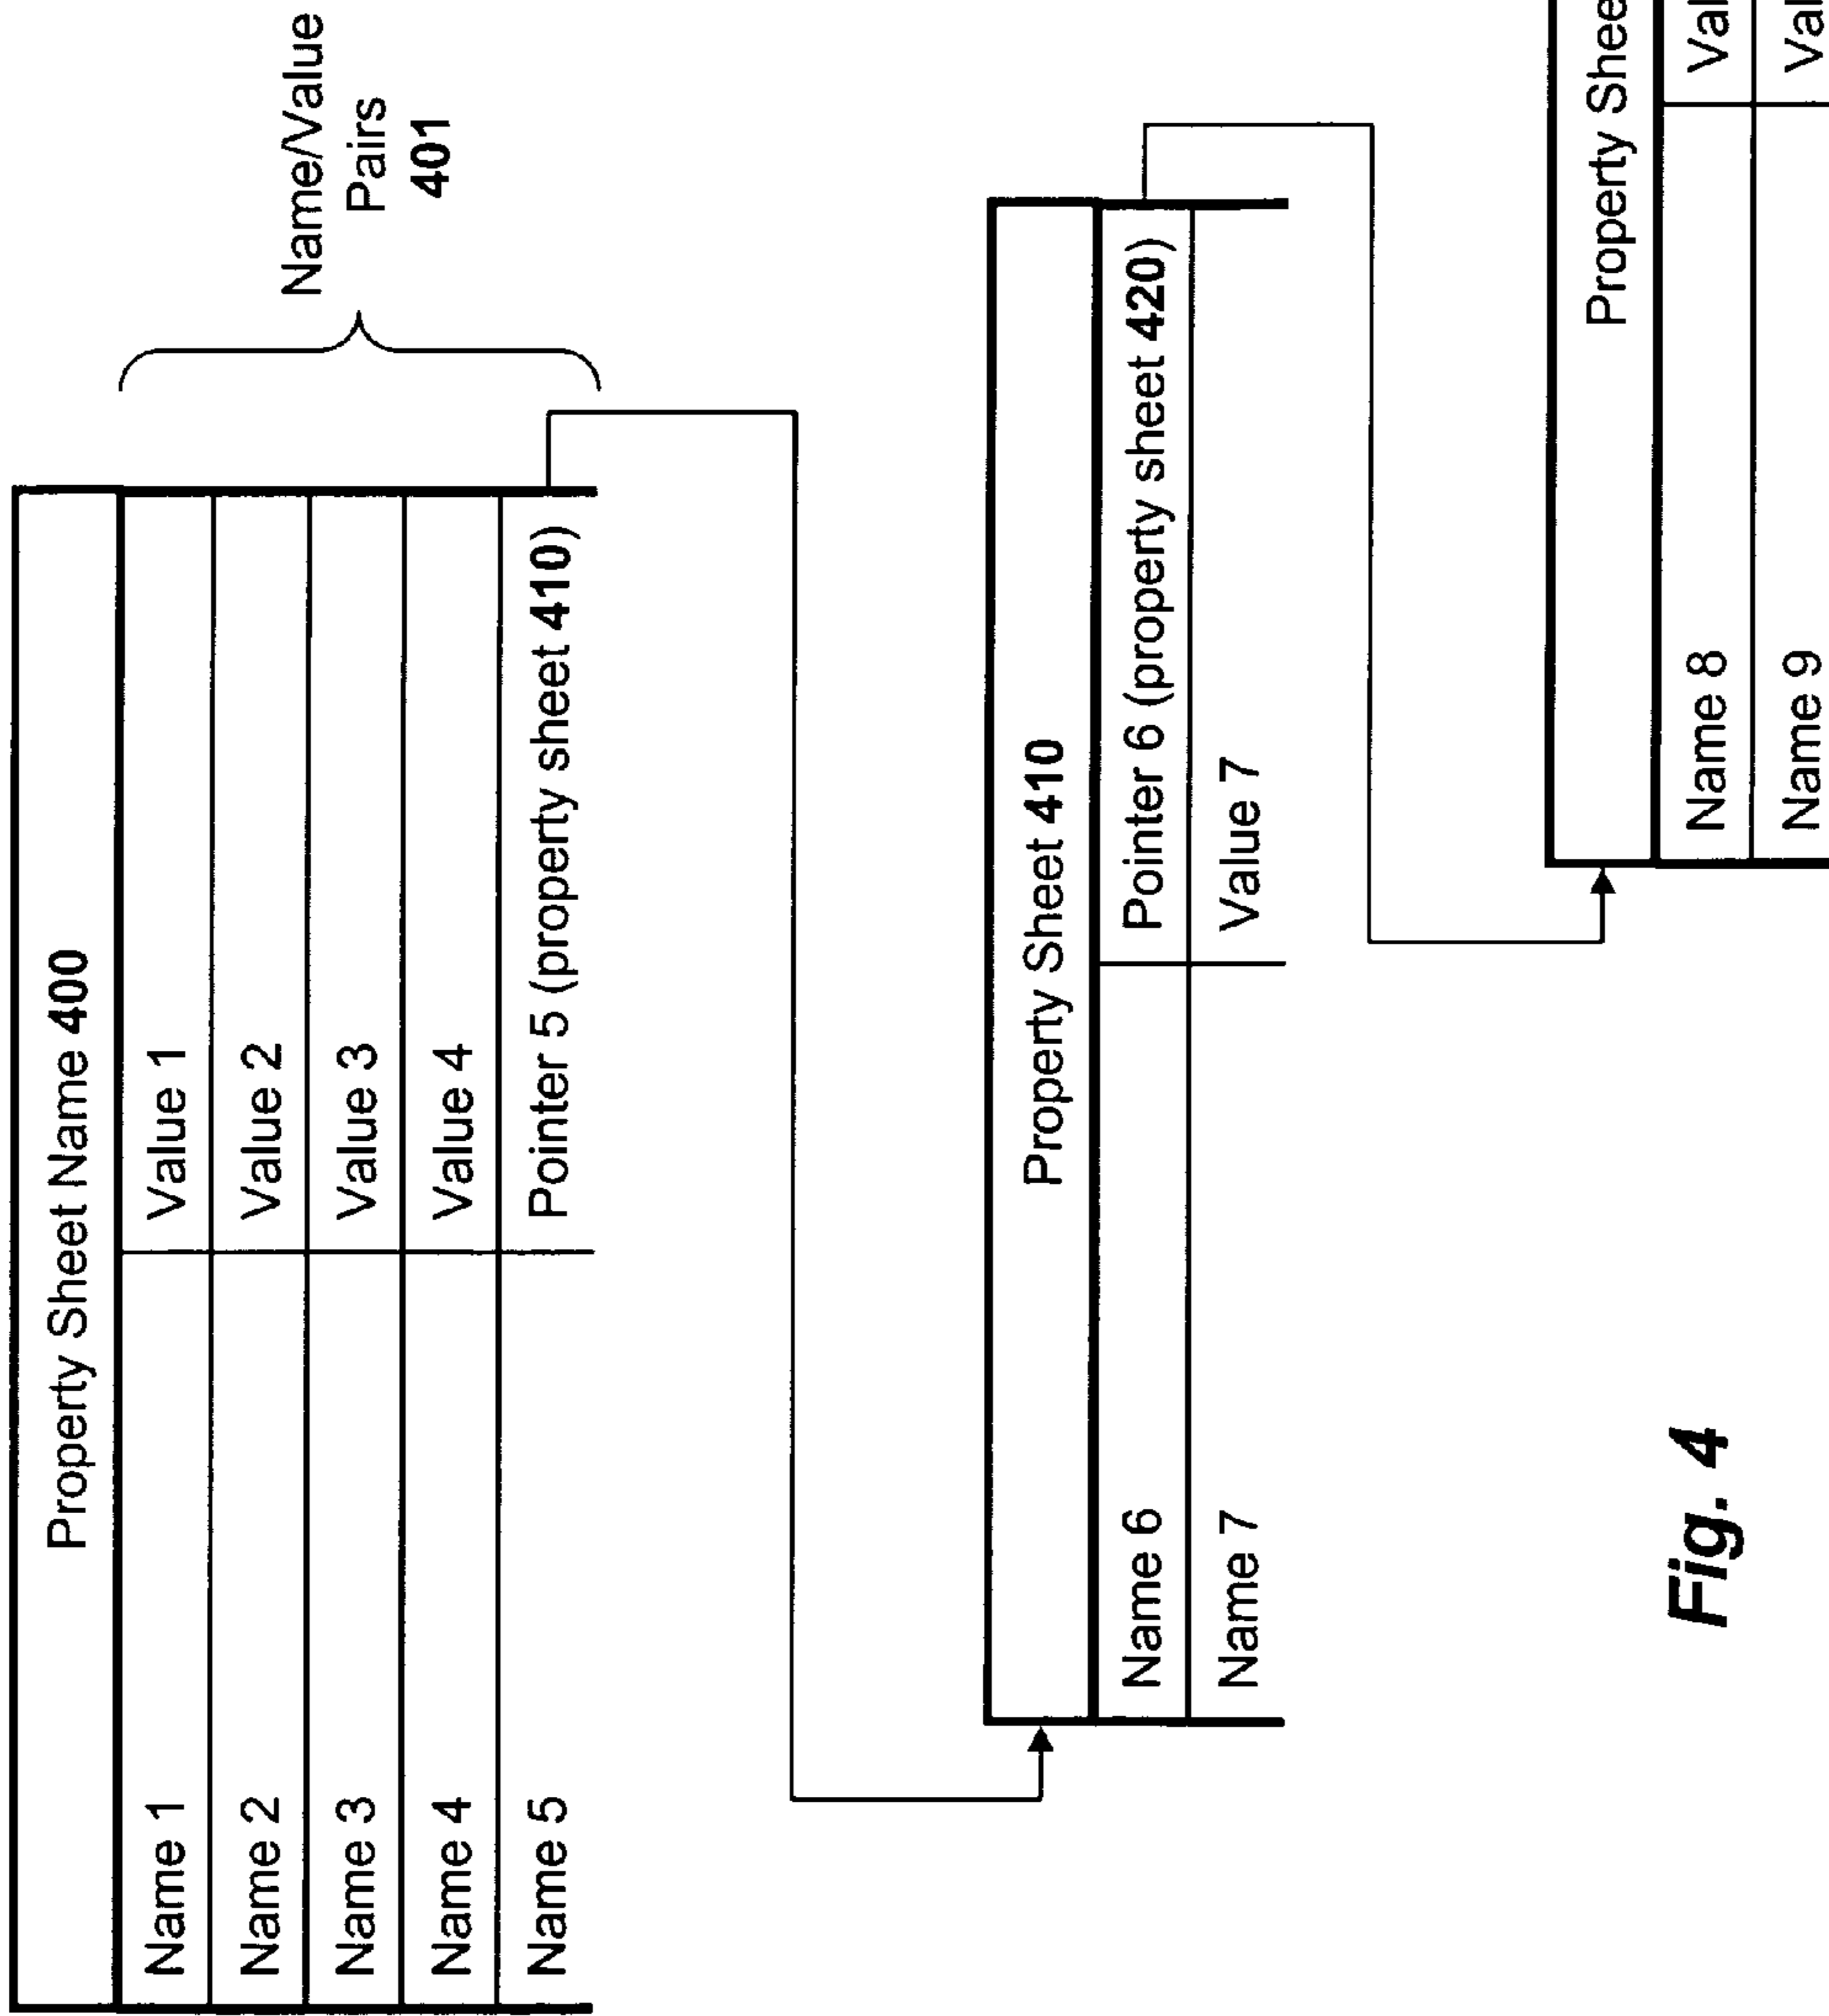 Property Sheet Name 400
Name 1 Value 1
Name 2 Value 2
Name 3 Value 3
Name 4 Value 4
Name 5 Pointer 5 (property sheet 410)
Name/Value
Pairs
401
Property Sheet 410
Name 6 Pointer 6 (property sheet 420)
Name 7 Value 7
Property
Name 8
Name 9
Fig. 4